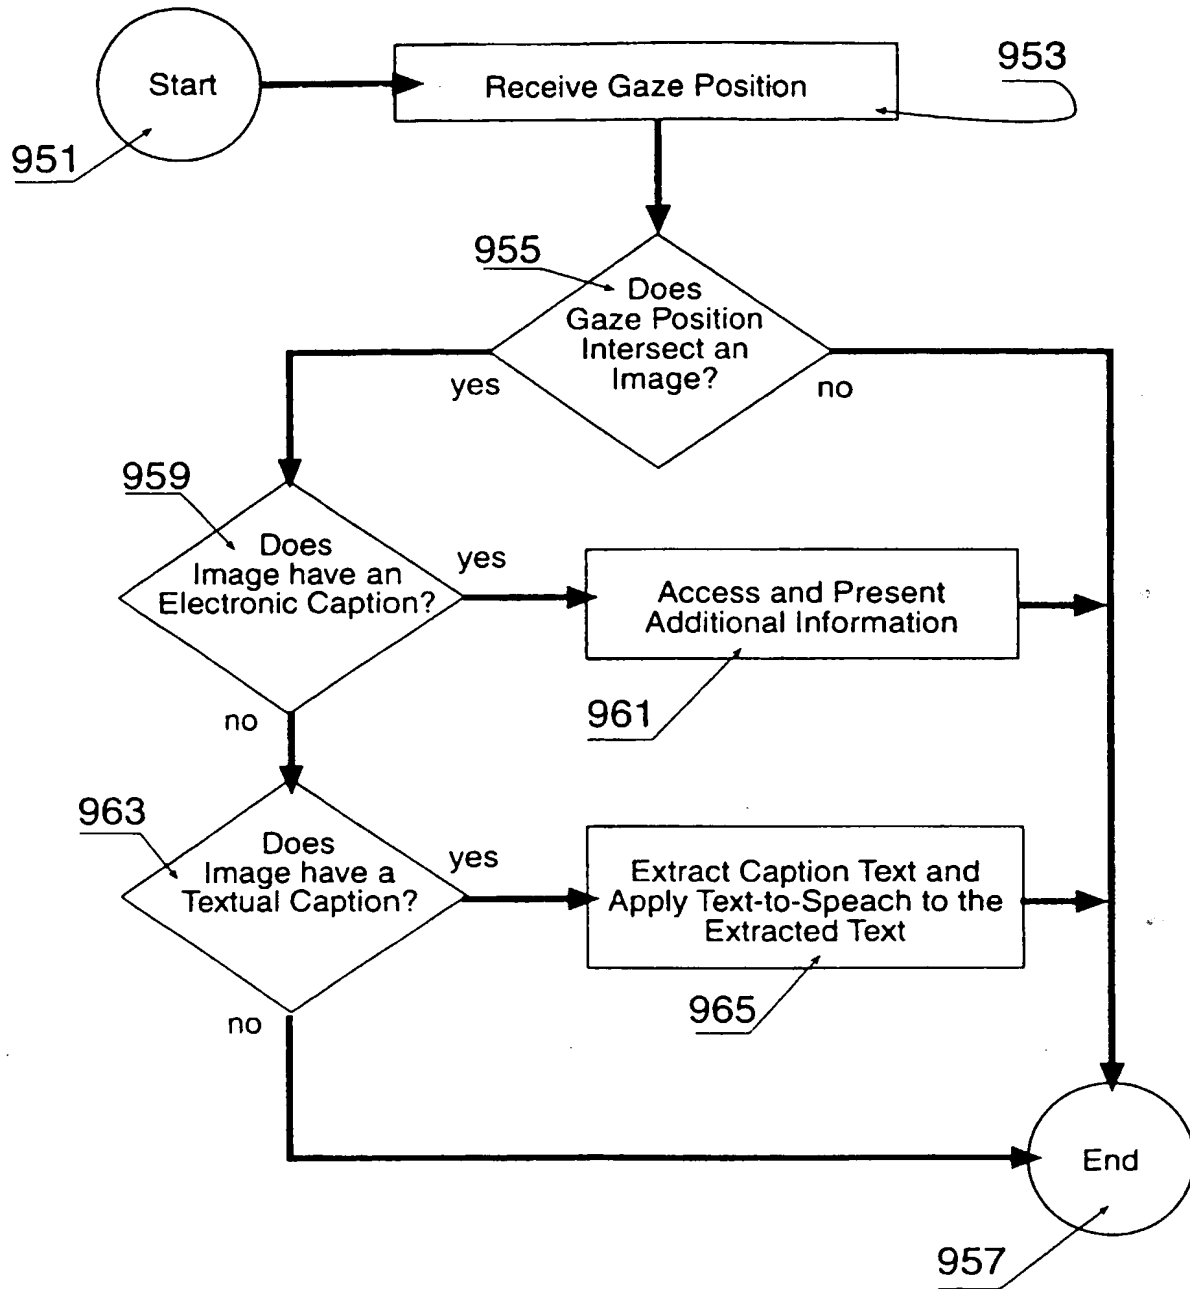 Start
Receive Gaze Position
953
951
955
Does
Gaze Position
Intersect an
Image?
yes
no
959
Does
Image have an
Electronic Caption?
yes
Access and Present
Additional Information
961
no
963
Does
Image have a
Textual Caption?
yes
Extract Caption Text and
Apply Text-to-Speach to the
Extracted Text
965
no
End
957